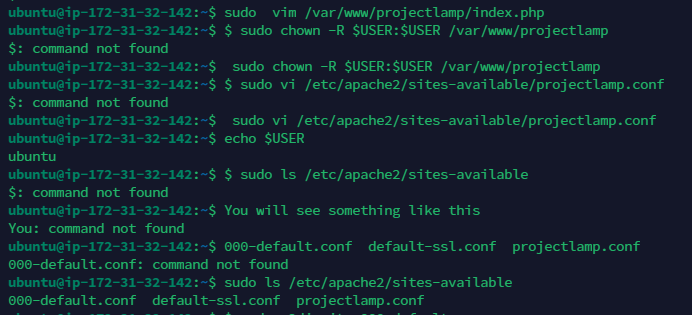 ubuntu@ip-172-31-32-142:~$ sudo  vim /var/www/projectlamp/index.php
ubuntu@ip-172-31-32-142:~$ $ sudo chown -R $USER:$USER /var/www/projectlamp
$: command not found
ubuntu@ip-172-31-32-142:~$  sudo chown -R $USER:$USER /var/www/projectlamp
ubuntu@ip-172-31-32-142:~$ $ sudo vi /etc/apache2/sites-available/projectlamp.conf
$: command not found
ubuntu@ip-172-31-32-142:~$  sudo vi /etc/apache2/sites-available/projectlamp.conf
ubuntu@ip-172-31-32-142:~$ echo $USER
ubuntu
ubuntu@ip-172-31-32-142:~$ $ sudo ls /etc/apache2/sites-available
$: command not found
ubuntu@ip-172-31-32-142:~$ You will see something like this
You: command not found
ubuntu@ip-172-31-32-142:~$ 000-default.conf  default-ssl.conf  projectlamp.conf
000-default.conf: command not found
ubuntu@ip-172-31-32-142:~$ sudo ls /etc/apache2/sites-available
000-default.conf  default-ssl.conf  projectlamp.conf